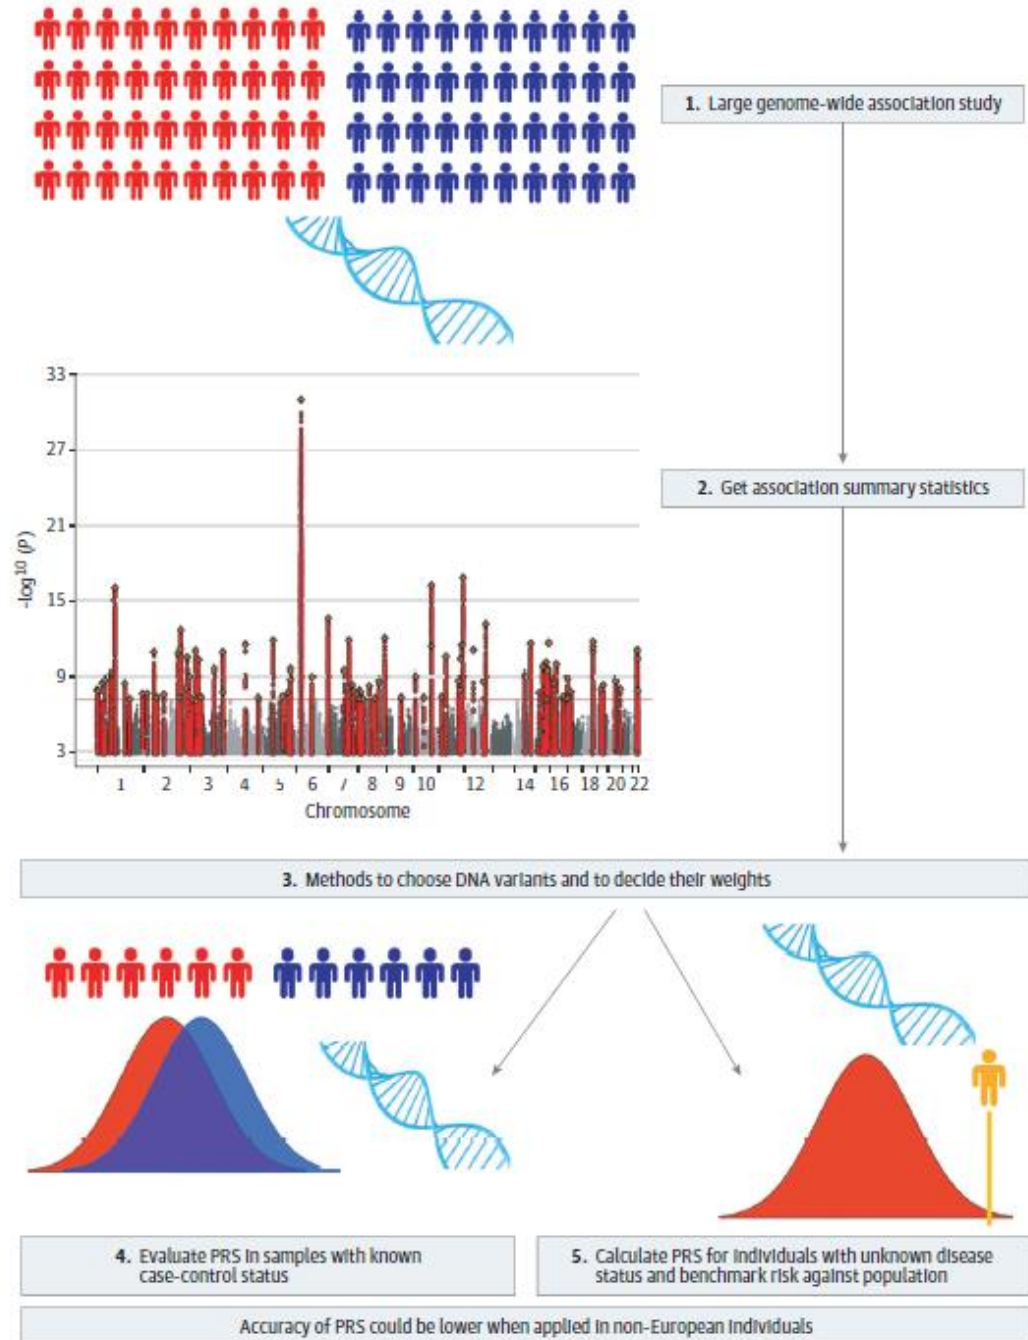 1. Large genome-wide association study
33
27
21
15
9
3
-log10 (P)
1 2 3 4 5 6 7 8 9 10 12 14 16 18 20 22
Chromosome
2. Get association summary statistics
3. Methods to choose DNA variants and to decide their weights
4. Evaluate PRS in samples with known
case-control status
5. Calculate PRS for individuals with unknown disease
status and benchmark risk against population
Accuracy of PRS could be lower when applied in non-European individuals